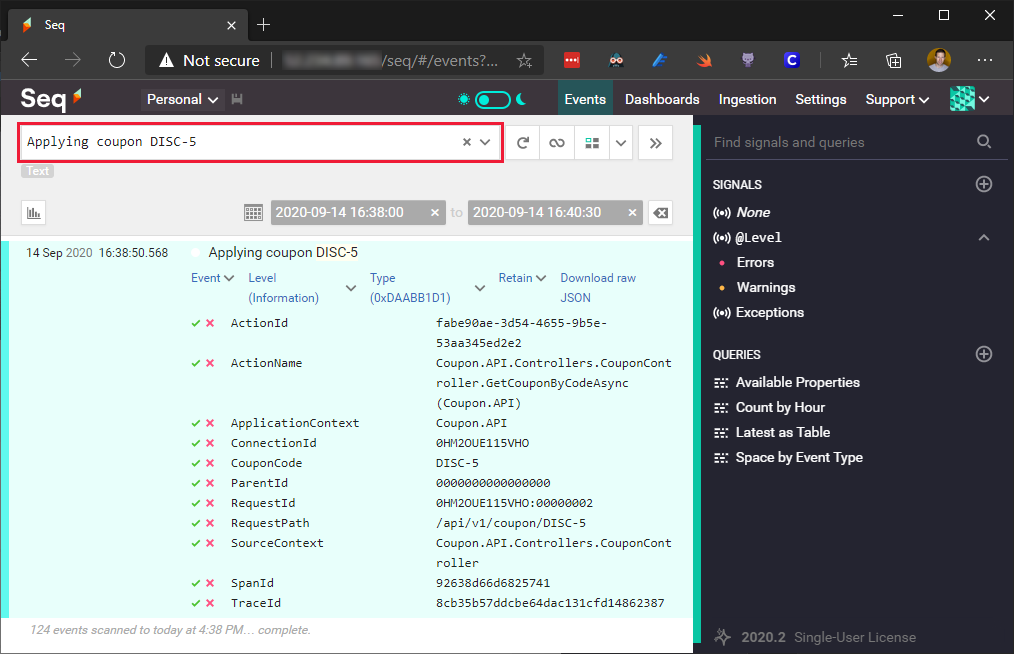 Seq
Not secure
/seq/#/events?...
C
Seq
Personal
Events
Dashboards
Ingestion
Settings
Support
Applying coupon DISC-5
Text
2020-09-14 16:38:00
to
2020-09-14 16:40:30
14 Sep 2020 16:38:50.568
Applying coupon DISC-5
Event
Level
(Information)
Type
(0xDAABB1D1)
Retain
Download raw
JSON
ActionId
fabe90ae-3d54-4655-9b5e-
53aa345ed2e2
ActionName
Coupon.API.Controllers.CouponCont
roller.GetCouponByCodeAsync
(Coupon.API)
ApplicationContext
Coupon.API
ConnectionId
0HM2OUE115VHO
CouponCode
DISC-5
ParentId
0000000000000000
RequestId
0HM2OUE115VHO:00000002
RequestPath
/api/v1/coupon/DISC-5
SourceContext
Coupon.API.Controllers.CouponCont
roller
SpanId
92638d66d6825741
TraceId
8cb35b57ddcbe64dac131cfd14862387
124 events scanned to today at 4:38 PM... complete.
Find signals and queries
SIGNALS
None
@Level
Errors
Warnings
Exceptions
QUERIES
Available Properties
Count by Hour
Latest as Table
Space by Event Type
2020.2 Single-User License